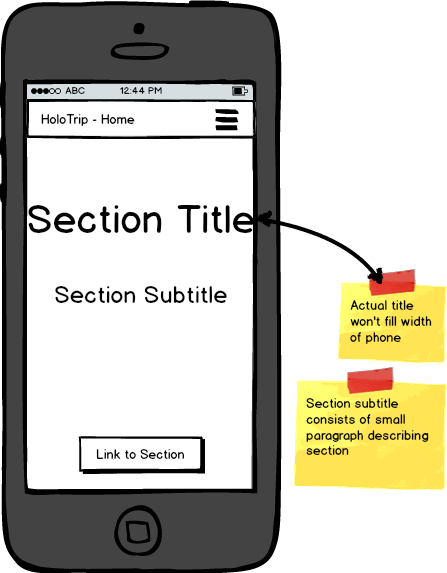 ABC 12:44 PM
HoloTrip - Home
Section Title
Section Subtitle
Link to Section
Actual title
won't fill width
of phone
Section subtitle
consists of small
paragraph describing
section